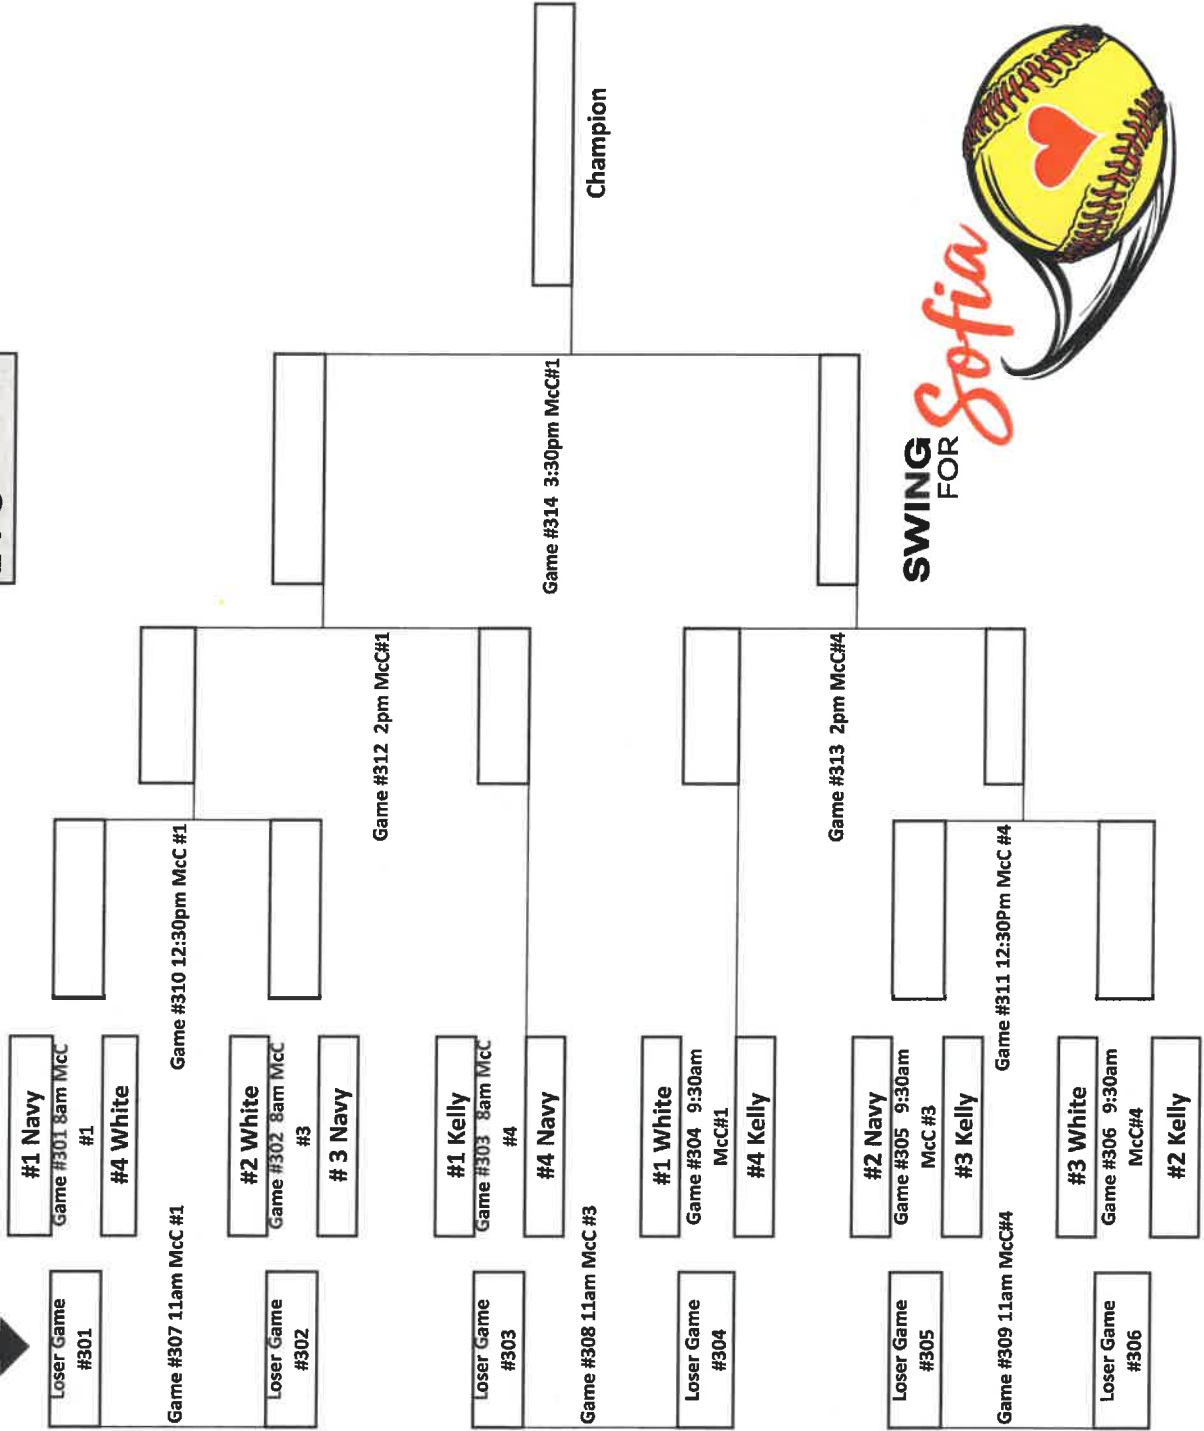 #1 Navy
Game #301 8am McC
#1
#4 White
#2 White
Game #302 8am McC
#3
# 3 Navy
#1 Kelly
Game #303 8am McC
#4
#4 Navy
#1 White
Game #304 9:30am
McC#1
#4 Kelly
#2 Navy
Game #305 9:30am
McC #3
#3 Kelly
#3 White
Game #306 9:30am
McC#4
#2 Kelly
Loser Game
#301
Game #307 11am McC #1
Loser Game
#302
Loser Game
#303
Game #308 11am McC #3
Loser Game
#304
Loser Game
#305
Game #309 11am McC#4
Loser Game
#306
Game #310 12:30pm McC #1
Game #311 12:30Pm McC #4
Game #312 2pm McC#1
Game #313 2pm McC#4
Game #314 3:30pm McC#1
Champion
SWING
FOR
Sofia